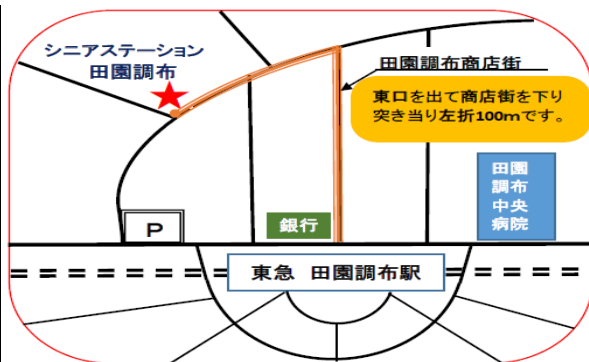 シニアステーション
田園調布
田園調布商店街
東口を出て商店街を下り
突き当り左折100mです。
田園
調布
中央
病院
銀行
P
東急 田園調布駅